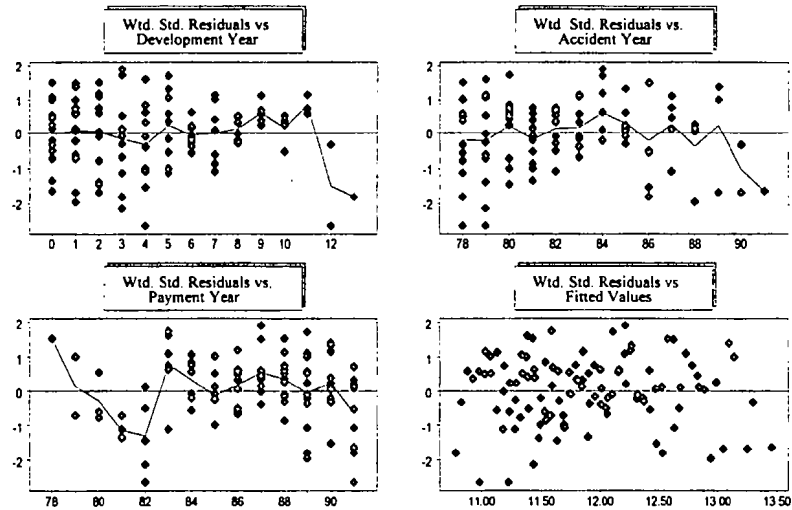 Wtd. Std. Residuals vs
Development Year
2
1
0
-1
-2
0 1 2 3 4 5 6 7 8 9 10 12
Wtd. Std. Residuals vs.
Accident Year
2
1
0
-1
-2
78 80 82 84 86 88 90
Wtd. Std. Residuals vs.
Payment Year
2
1
0
-1
-2
78 80 82 84 86 88 90
Wtd. Std. Residuals vs
Fitted Values
2
1
0
-1
-2
11.00 11.50 12.00 12.50 13 00 13 50